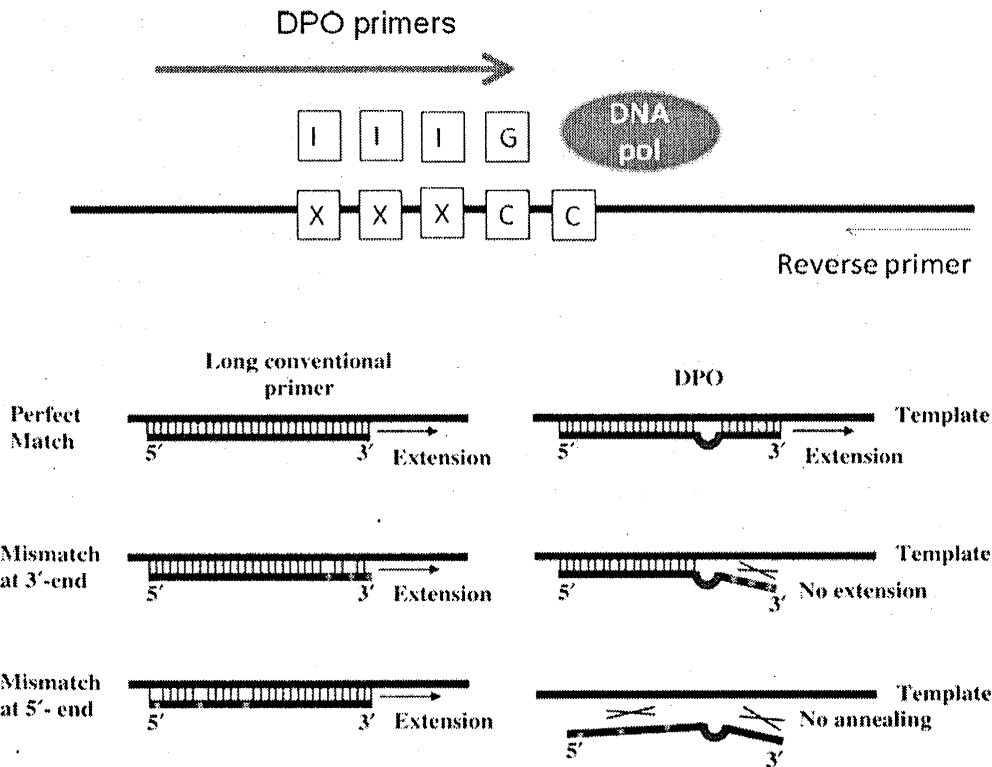 DPO primers
I I I G
DNA
pol
X X X C C
Reverse primer
Long conventional
primer
DPO
Perfect
Match
5′ 3′ Extension
5′ 3′ Extension
Template
Mismatch
at 3′-end
5′ 3′ Extension
5′ 3′ No extension
Template
Mismatch
at 5′- end
5′ 3′ Extension
5′ 3′ No annealing
Template